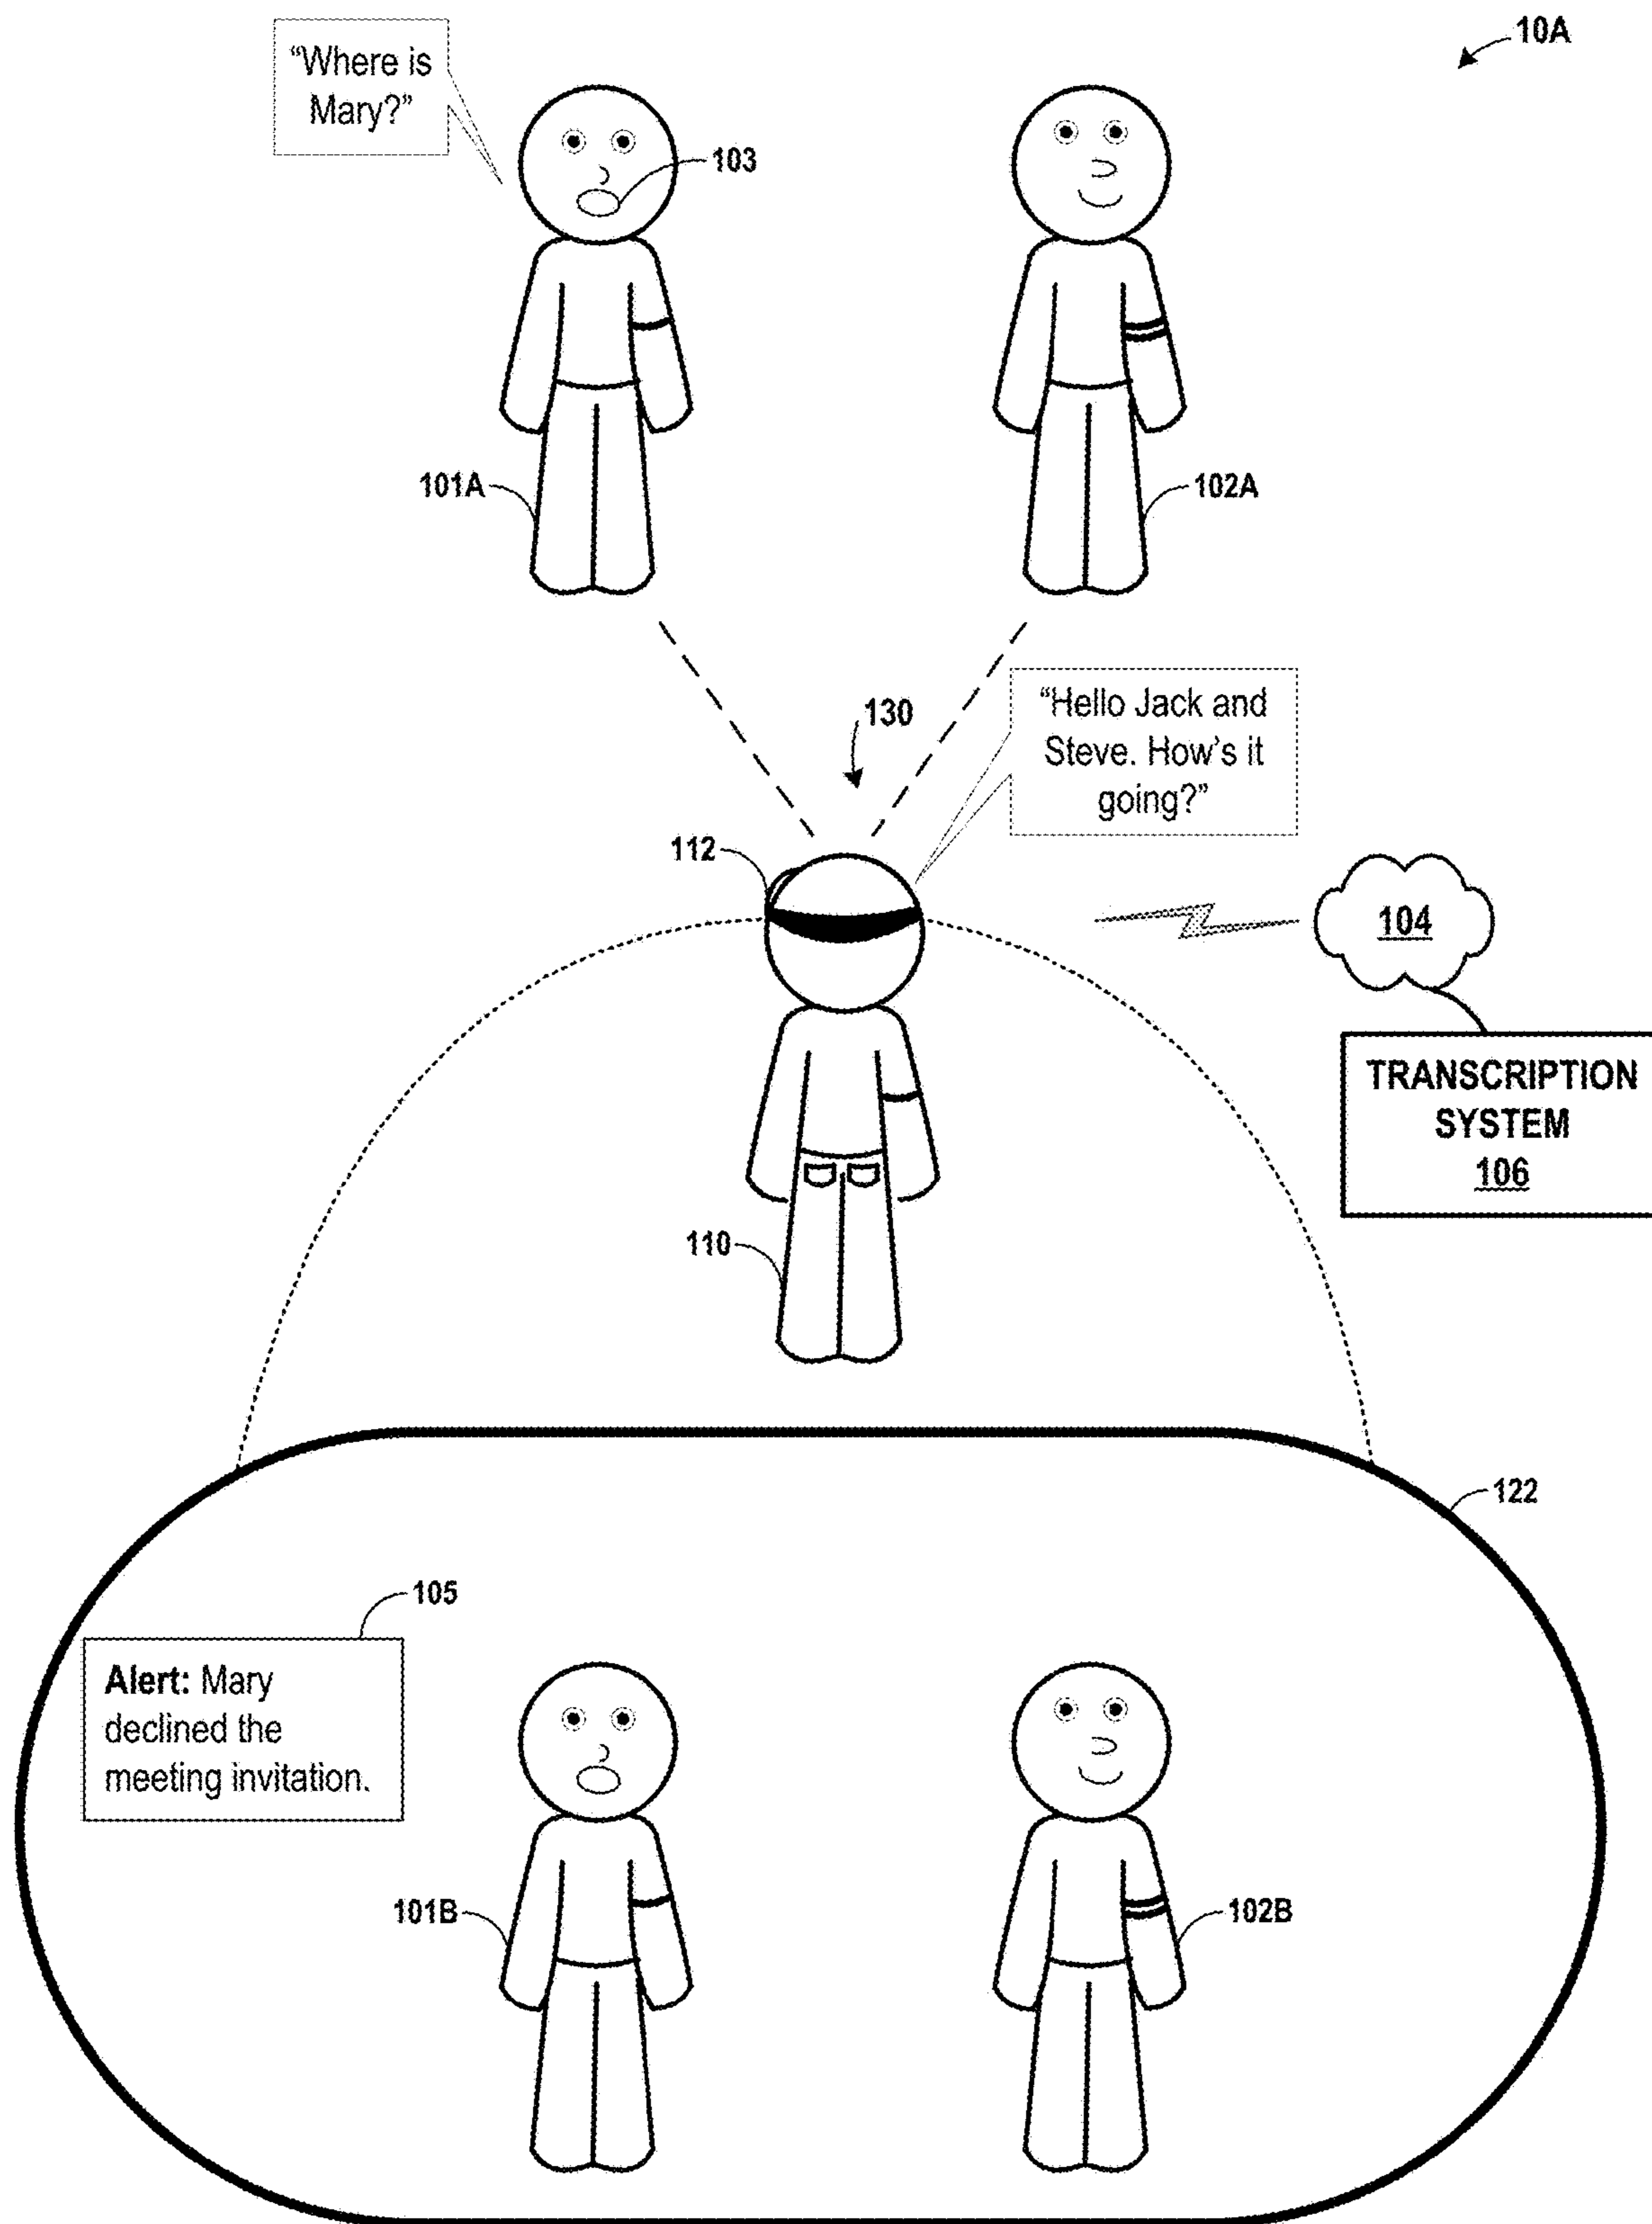 10A
“Where is
Mary?”
103
101A
102A
130
“Hello Jack and
Steve. How’s it
going?”
112
104
TRANSCRIPTION
SYSTEM
106
110
122
105
Alert: Mary
declined the
meeting invitation.
101B
102B